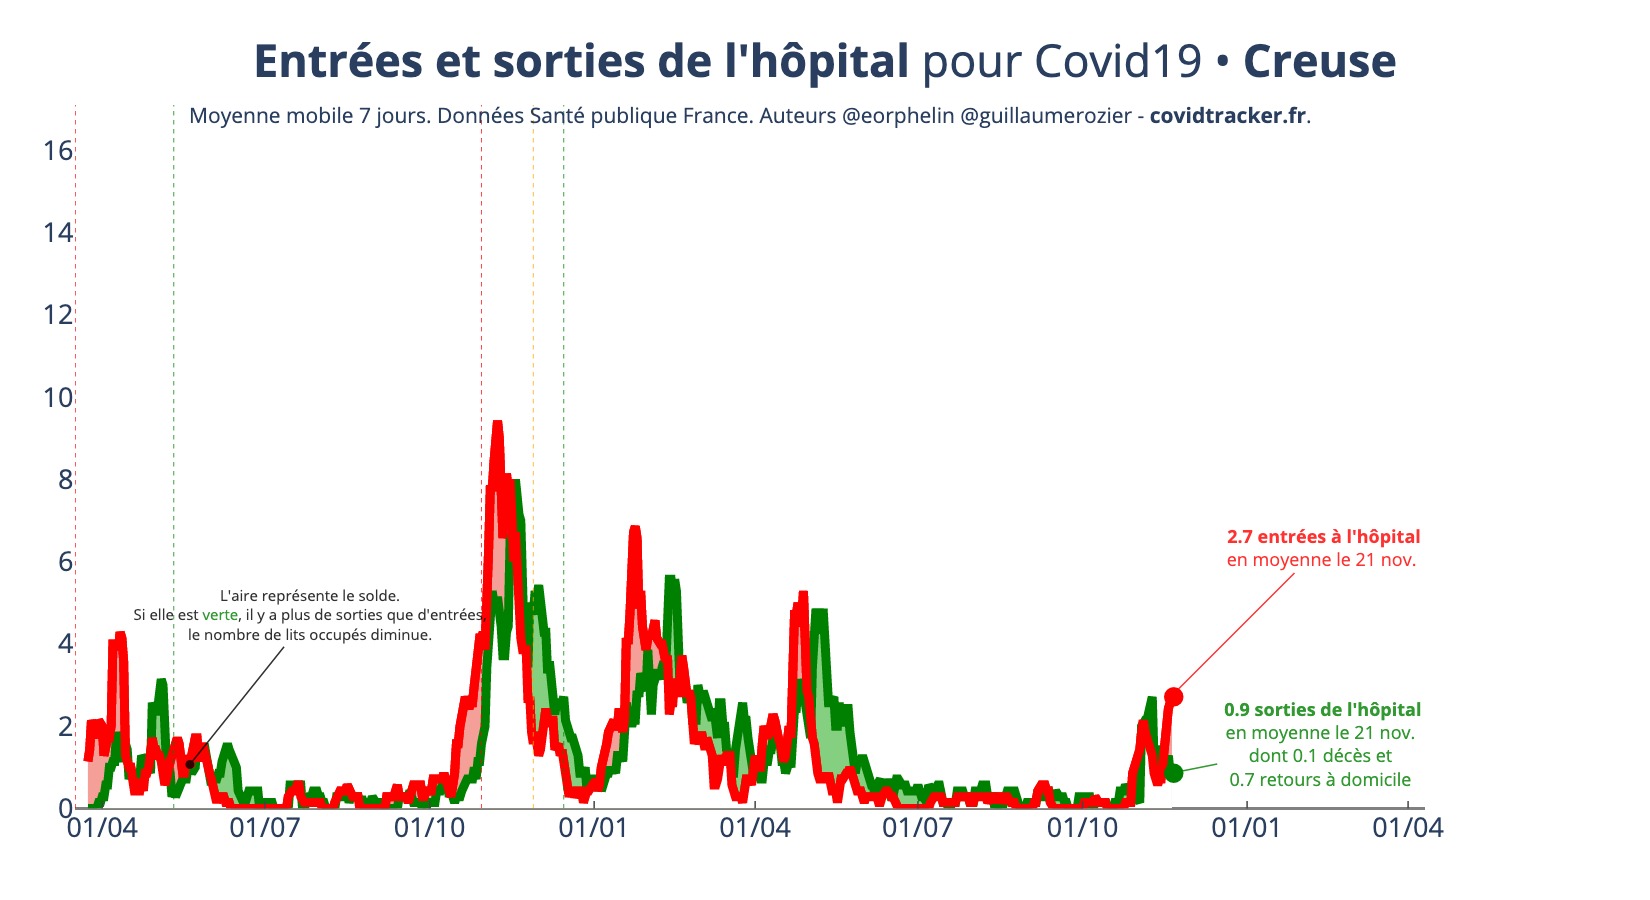 Entrées et sorties de l'hôpital pour Covid19 • Creuse
Moyenne mobile 7 jours. Données Santé publique France. Auteurs @eorphelin @guillaumerozier - covidtracker.fr.
16
14
12
10
8
6
4
2
0
L'aire représente le solde.
Si elle est verte, il y a plus de sorties que d'entrées,
le nombre de lits occupés diminue.
2.7 entrées à l'hôpital
en moyenne le 21 nov.
0.9 sorties de l'hôpital
en moyenne le 21 nov.
dont 0.1 décès et
0.7 retours à domicile
01/04 01/07 01/10 01/01 01/04 01/07 01/10 01/01 01/04